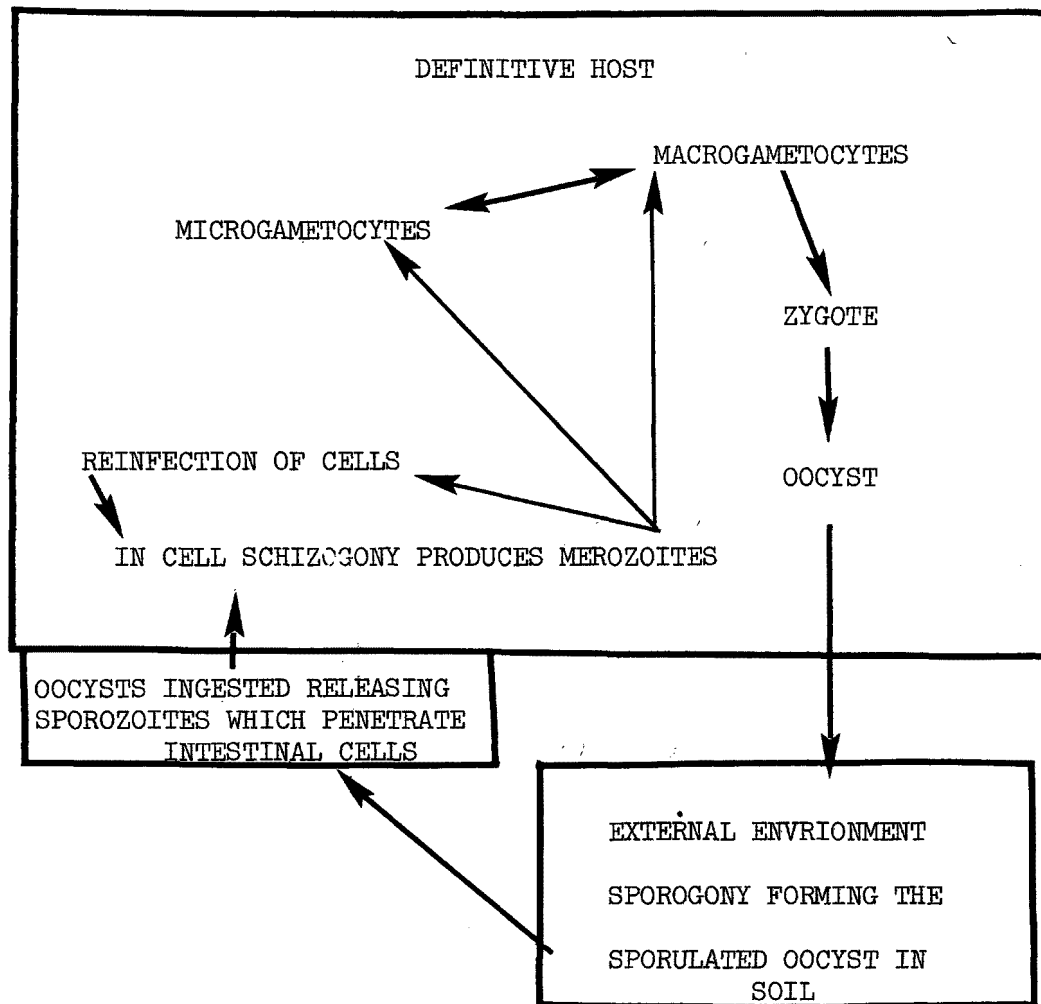 DEFINITIVE HOST
MACROGAMETOCYTES
MICROGAMETOCYTES
ZYGOTE
REINFECTION OF CELLS
OOCYST
IN CELL SCHIZOGONY PRODUCES MEROZOITES
OOCYSTS INGESTED RELEASING
SPOROZOITES WHICH PENETRATE
INTESTINAL CELLS
EXTERNAL ENVRIONMENT
SPOROGONY FORMING THE
SPORULATED OOCYST IN
SOIL